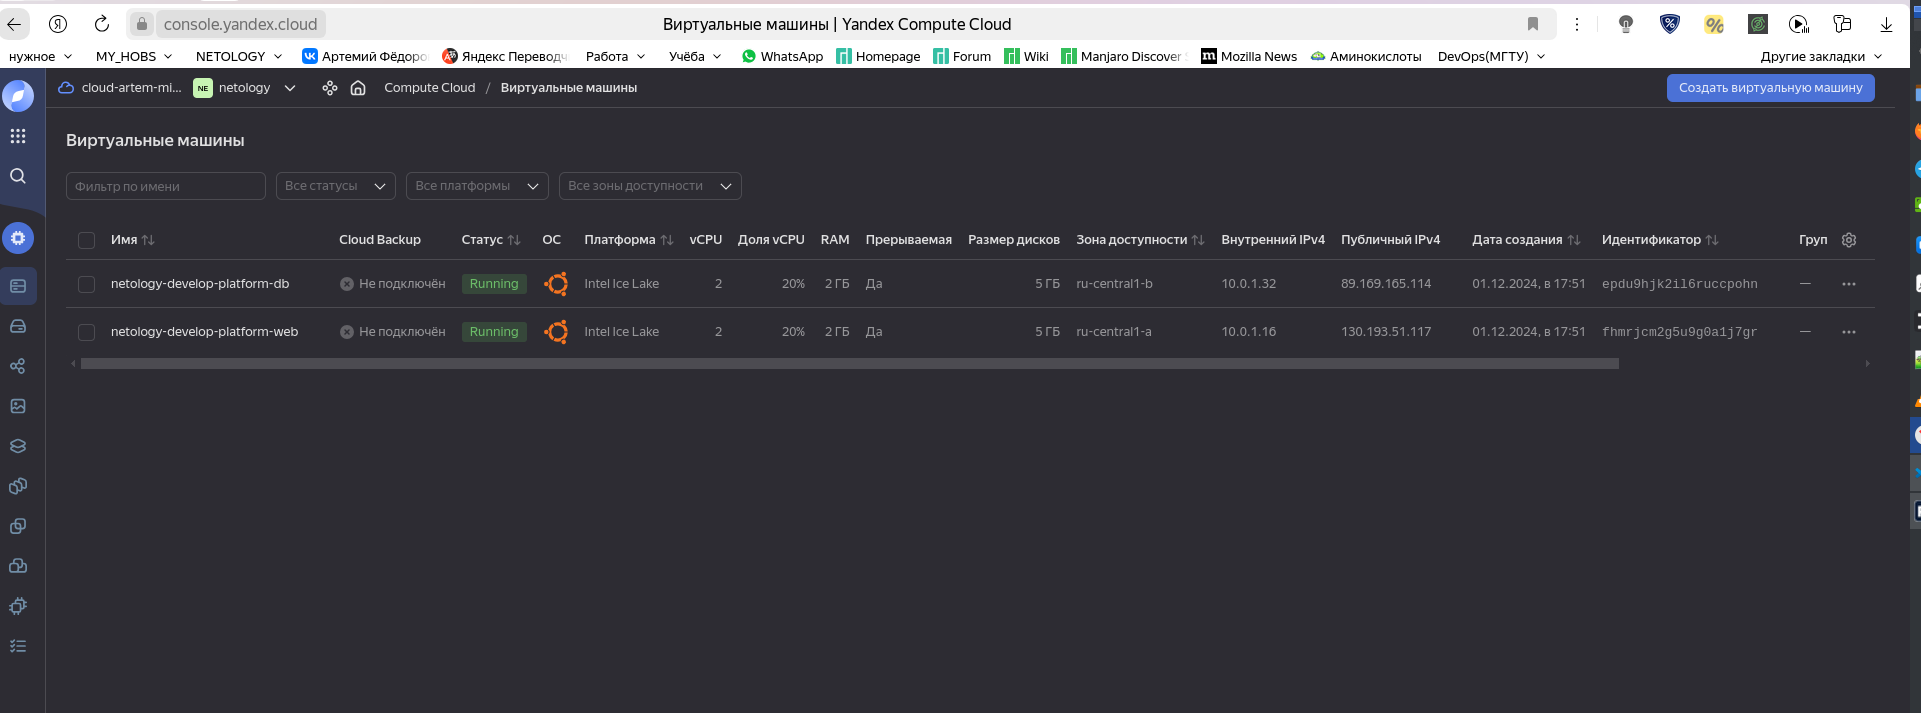 console.yandex.cloud Виртуальные машины | Yandex Compute Cloud
нужное MY_HOBS NETOLOGY Артемий Фёдоро Яндекс Переводч Работа Учёба WhatsApp Homepage Forum Wiki Manjaro Discover Mozilla News Аминокислоты DevOps(МГТУ) Другие закладки
cloud-artem-mi... NE netology Compute Cloud / Виртуальные машины Создать виртуальную машину
Виртуальные машины
Фильтр по имени Все статусы Все платформы Все зоны доступности
Имя Cloud Backup Статус ОС Платформа vCPU Доля vCPU RAM Прерываемая Размер дисков Зона доступности Внутренний IPv4 Публичный IPv4 Дата создания Идентификатор Груп
netology-develop-platform-db Не подключён Running Intel Ice Lake 2 20% 2 ГБ Да 5 ГБ ru-central1-b 10.0.1.32 89.169.165.114 01.12.2024, в 17:51 epdu9hjk2il6ruccpohn — ...
netology-develop-platform-web Не подключён Running Intel Ice Lake 2 20% 2 ГБ Да 5 ГБ ru-central1-a 10.0.1.16 130.193.51.117 01.12.2024, в 17:51 fhmrjcm2g5u9g0a1j7gr — ...